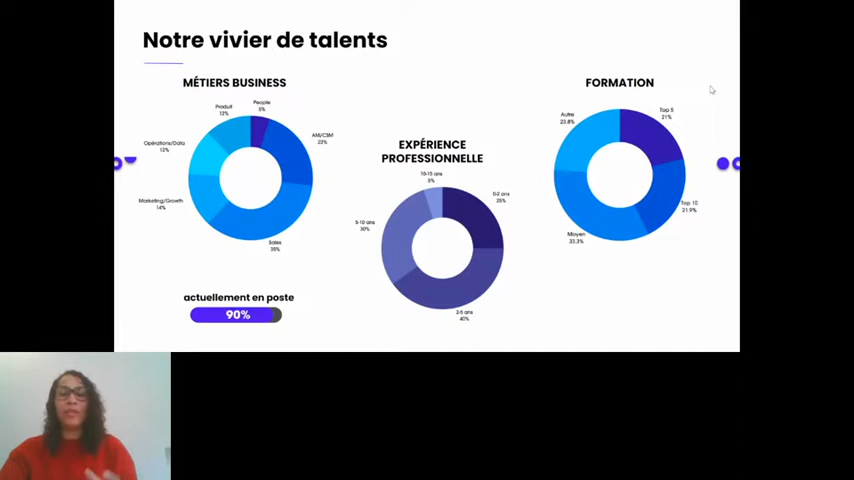 Notre vivier de talents
MÉTIERS BUSINESS
People
5%
AM/CSM
22%
Sales
35%
Marketing/Growth
14%
Opérations/Data
12%
Produit
12%
actuellement en poste
90%
EXPÉRIENCE
PROFESSIONNELLE
10-15 ans
5%
0-2 ans
25%
2-5 ans
40%
5-10 ans
30%
FORMATION
Top 5
21%
Top 10
21.9%
Moyen
33.3%
Autre
23.8%